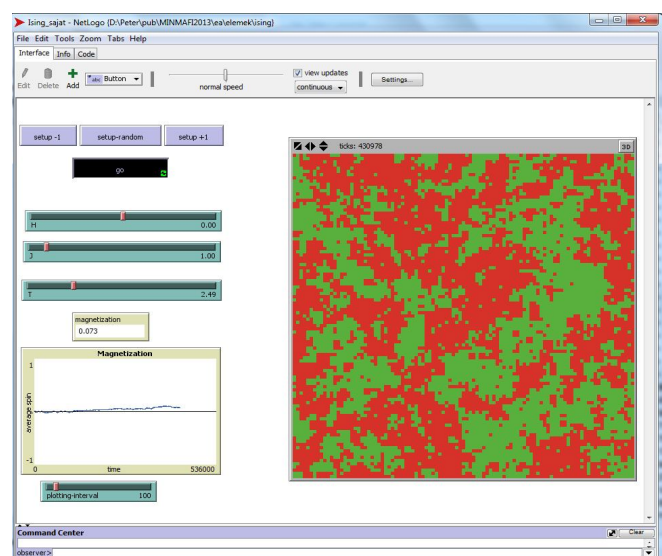 Ising_sajat - NetLogo {D:\Peter\pub\MINMAFI2013\ea\elemek\ising}
File Edit Tools Zoom Tabs Help
Interface Info Code
Edit Delete Add
abc Button
normal speed
view updates
continuous
Settings...
setup -1
setup-random
setup +1
go
ticks: 430978
3D
H 0.00
J 1.00
T 2.49
magnetization
0.073
Magnetization
1
average spin
-1
0 time 536000
plotting-interval 100
Command Center
Clear
observer>